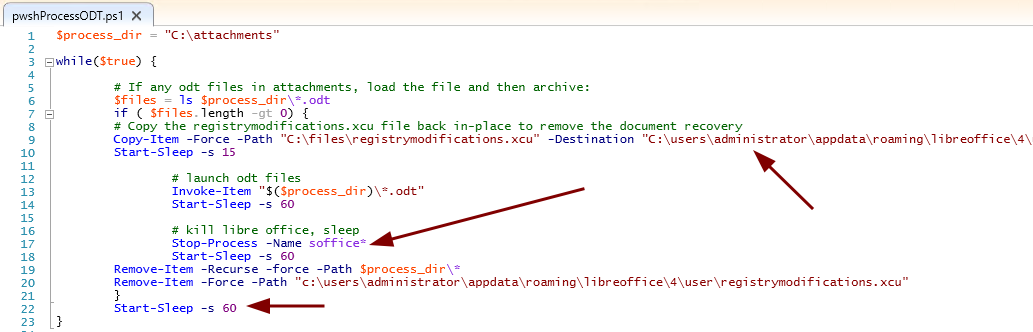 pwshProcessODT.ps1
1 $process_dir = "C:\attachments"
2
3 while($true) {
4
5 # If any odt files in attachments, load the file and then archive:
6 $files = ls $process_dir\*.odt
7 if ( $files.length -gt 0) {
8 # Copy the registrymodifications.xcu file back in-place to remove the document recovery
9 Copy-Item -Force -Path "C:\files\registrymodifications.xcu" -Destination "C:\users\administrator\appdata\roaming\libreoffice\4\
10 Start-Sleep -s 15
11
12 # launch odt files
13 Invoke-Item "$($process_dir)\*.odt"
14 Start-Sleep -s 60
15
16 # kill libre office, sleep
17 Stop-Process -Name soffice*
18 Start-Sleep -s 60
19 Remove-Item -Recurse -force -Path $process_dir\*
20 Remove-Item -Force -Path "c:\users\administrator\appdata\roaming\libreoffice\4\user\registrymodifications.xcu"
21 }
22 Start-Sleep -s 60
23 }